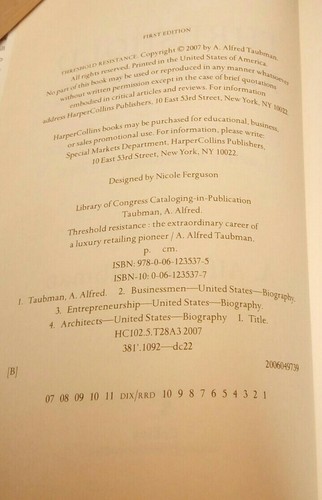 FIRST EDITION
THRESHOLD RESISTANCE. Copyright © 2007 by A. Alfred Taubman.
All rights reserved. Printed in the United States of America.
No part of this book may be used or reproduced in any manner whatsoever
without written permission except in the case of brief quotations
embodied in critical articles and reviews. For information
address HarperCollins Publishers, 10 East 53rd Street, New York, NY 10022.
HarperCollins books may be purchased for educational, business,
or sales promotional use. For information, please write:
Special Markets Department, HarperCollins Publishers,
10 East 53rd Street, New York, NY 10022.
Designed by Nicole Ferguson
Library of Congress Cataloging-in-Publication
Taubman, A. Alfred.
Threshold resistance : the extraordinary career of
a luxury retailing pioneer / A. Alfred Taubman.
p. cm.
ISBN: 978-0-06-123537-5
ISBN-10: 0-06-123537-7
1. Taubman, A. Alfred. 2. Businessmen—United States—Biography.
3. Entrepreneurship—United States—Biography.
4. Architects—United States—Biography I. Title.
HC102.5.T28A3 2007
381'.1092—dc22
[B] 2006049739
07 08 09 10 11 DIX/RRD 10 9 8 7 6 5 4 3 2 1